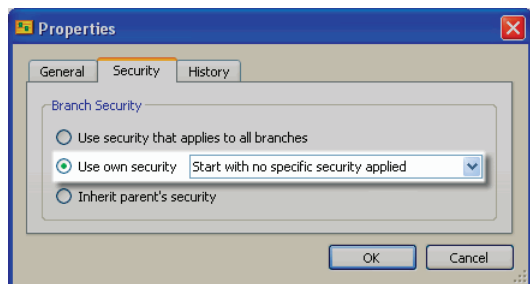 Properties
General Security History
Branch Security
Use security that applies to all branches
Use own security Start with no specific security applied
Inherit parent's security
OK Cancel